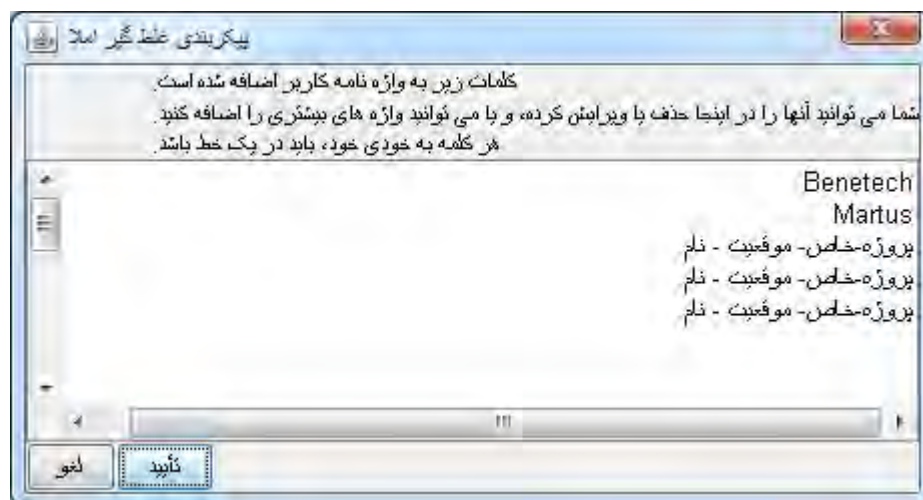 پیکربندی غلط گیر املا
کلمات زیر به واژه نامه کاربر اضافه شده است.
شما می توانید آنها را در اینجا حذف یا ویرایش کرده، و یا می توانید واژه های بیشتری را اضافه کنید.
هر کلمه به خودی خود، باید در یک خط باشد.
Benetech
Martus
پروژه-خاص- موقعیت - نام
پروژه-خاص- موقعیت - نام
پروژه-خاص- موقعیت - نام
تأیید
لغو